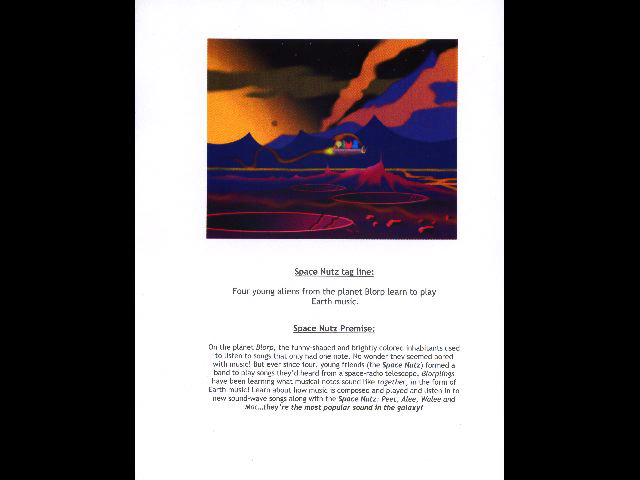 Space Nutz tag line:
Four young aliens from the planet Blorp learn to play
Earth music.
Space Nutz Premise:
On the planet Blorp, the funny-shaped and brightly colored inhabitants used
to listen to songs that only had one note. No wonder they seemed bored
with music! But ever since four, young friends (the Space Nutz) formed a
band to play songs they'd heard from a space-radio telescope, Blorplings
have been learning what musical notes sound like together, in the form of
Earth music! Learn about how music is composed and played and listen in to
new sound-wave songs along with the Space Nutz: Peet, Alee, Walee and
Moc...they're the most popular sound in the galaxy!